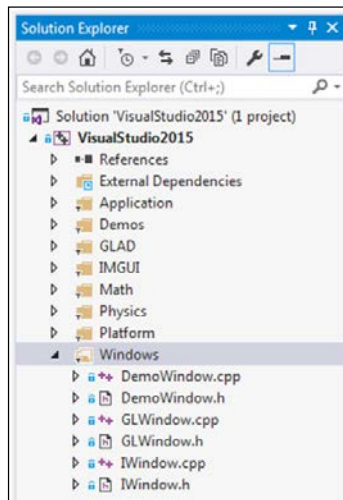 Solution Explorer
Search Solution Explorer (Ctrl+;)
Solution 'VisualStudio2015' (1 project)
VisualStudio2015
References
External Dependencies
Application
Demos
GLAD
IMGUI
Math
Physics
Platform
Windows
DemoWindow.cpp
DemoWindow.h
GLWindow.cpp
GLWindow.h
IWindow.cpp
IWindow.h